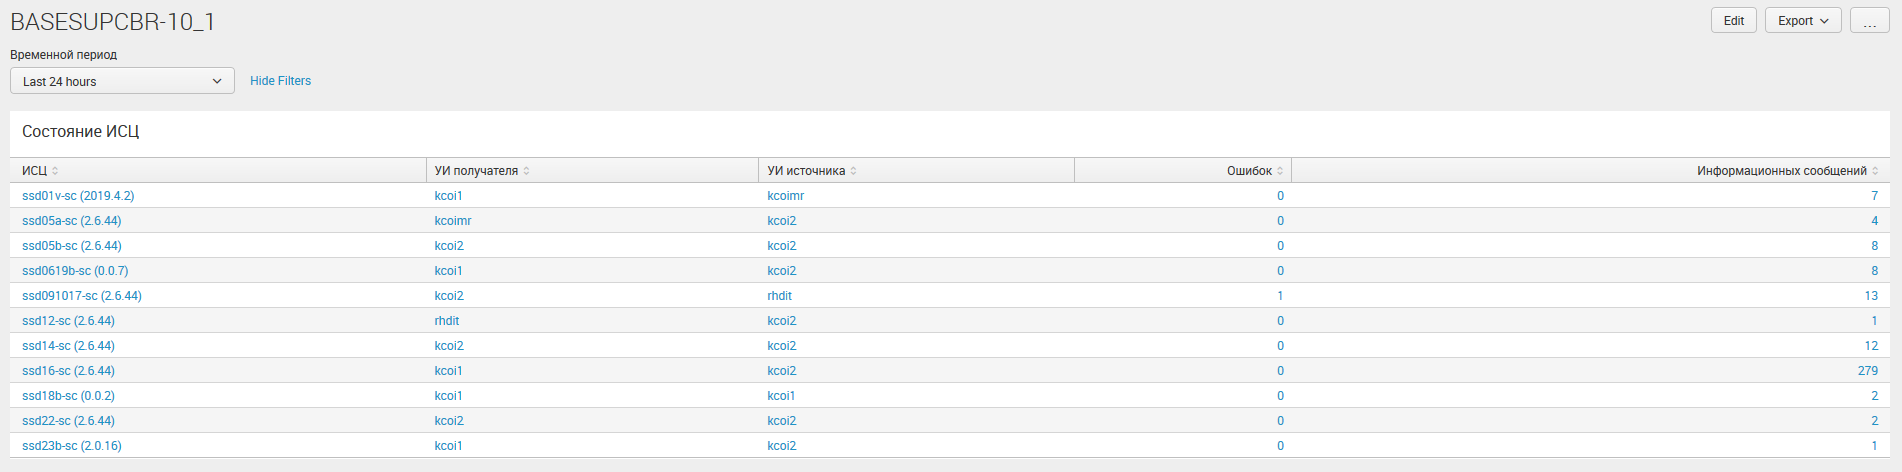 BASESUPCBR-10_1
Edit Export ...
Временной период
Last 24 hours Hide Filters
Состояние ИСЦ
ИСЦ УИ получателя УИ источника Ошибок Информационных сообщений
ssd01v-sc (2019.4.2) kcoi1 kcoimr 0 7
ssd05a-sc (2.6.44) kcoimr kcoi2 0 4
ssd05b-sc (2.6.44) kcoi2 kcoi2 0 8
ssd0619b-sc (0.0.7) kcoi1 kcoi2 0 8
ssd091017-sc (2.6.44) kcoi2 rhdit 1 13
ssd12-sc (2.6.44) rhdit kcoi2 0 1
ssd14-sc (2.6.44) kcoi2 kcoi2 0 12
ssd16-sc (2.6.44) kcoi1 kcoi2 0 279
ssd18b-sc (0.0.2) kcoi1 kcoi1 0 2
ssd22-sc (2.6.44) kcoi2 kcoi2 0 2
ssd23b-sc (2.0.16) kcoi1 kcoi2 0 1